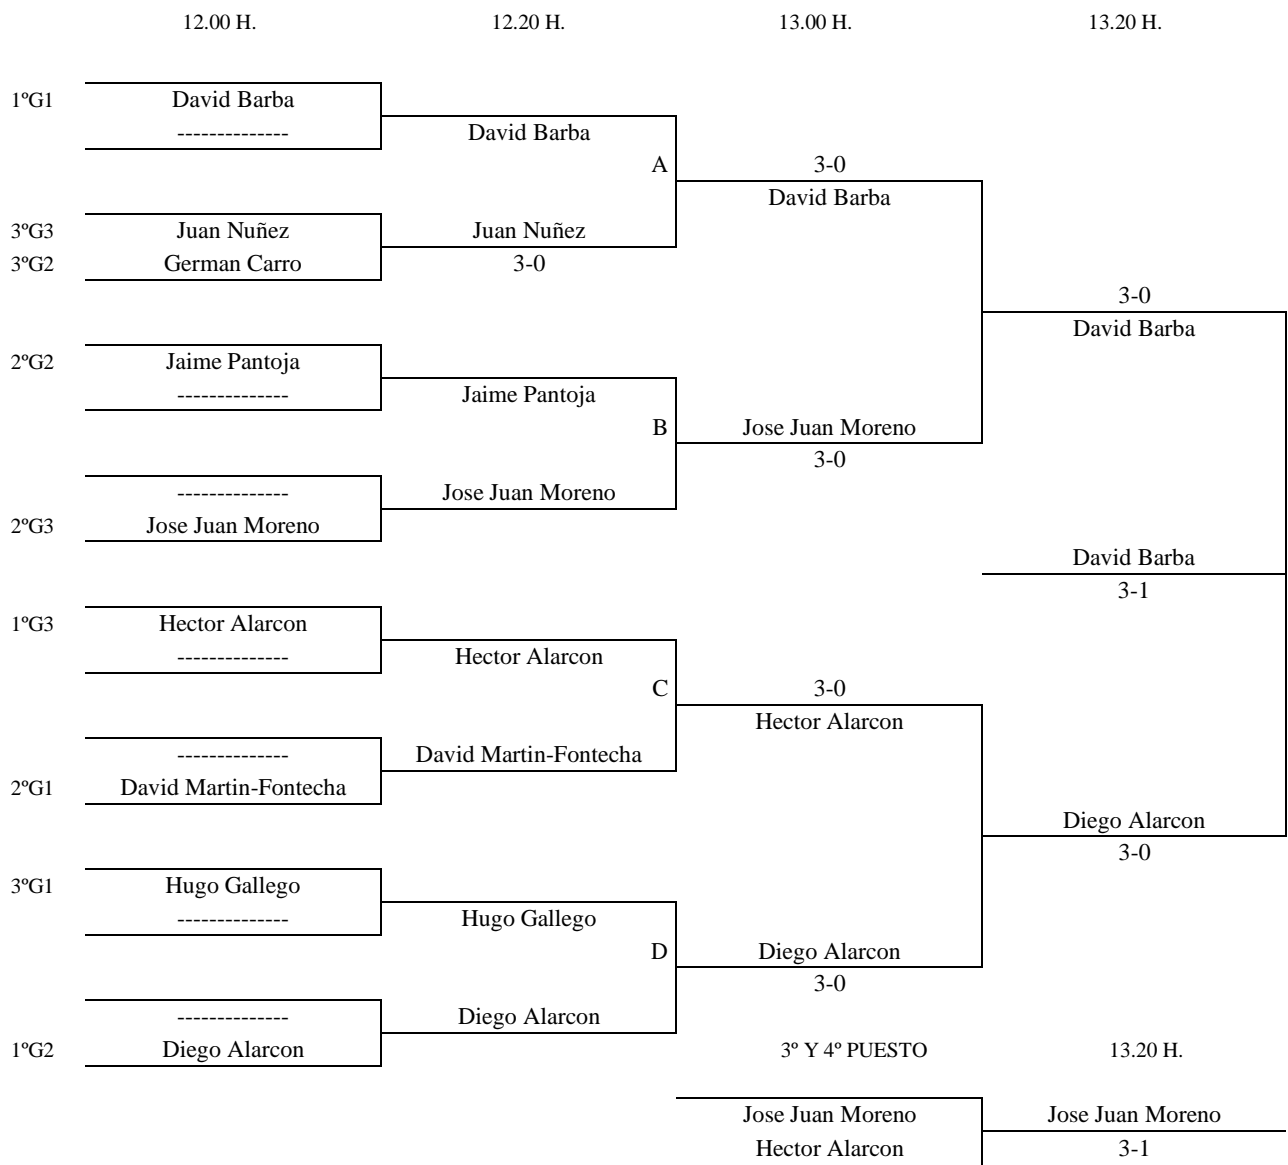 12.00 H. 12.20 H. 13.00 H. 13.20 H.
1ºG1 David Barba
-------------- David Barba
A 3-0
David Barba
3ºG3 Juan Nuñez Juan Nuñez
3ºG2 German Carro 3-0
3-0
David Barba
2ºG2 Jaime Pantoja
-------------- Jaime Pantoja
B Jose Juan Moreno
3-0
-------------- Jose Juan Moreno
2ºG3 Jose Juan Moreno
David Barba
3-1
1ºG3 Hector Alarcon
-------------- Hector Alarcon
C 3-0
Hector Alarcon
-------------- David Martin-Fontecha
2ºG1 David Martin-Fontecha
Diego Alarcon
3-0
3ºG1 Hugo Gallego
-------------- Hugo Gallego
D Diego Alarcon
3-0
-------------- Diego Alarcon
1ºG2 Diego Alarcon 3º Y 4º PUESTO 13.20 H.
Jose Juan Moreno Jose Juan Moreno
Hector Alarcon 3-1